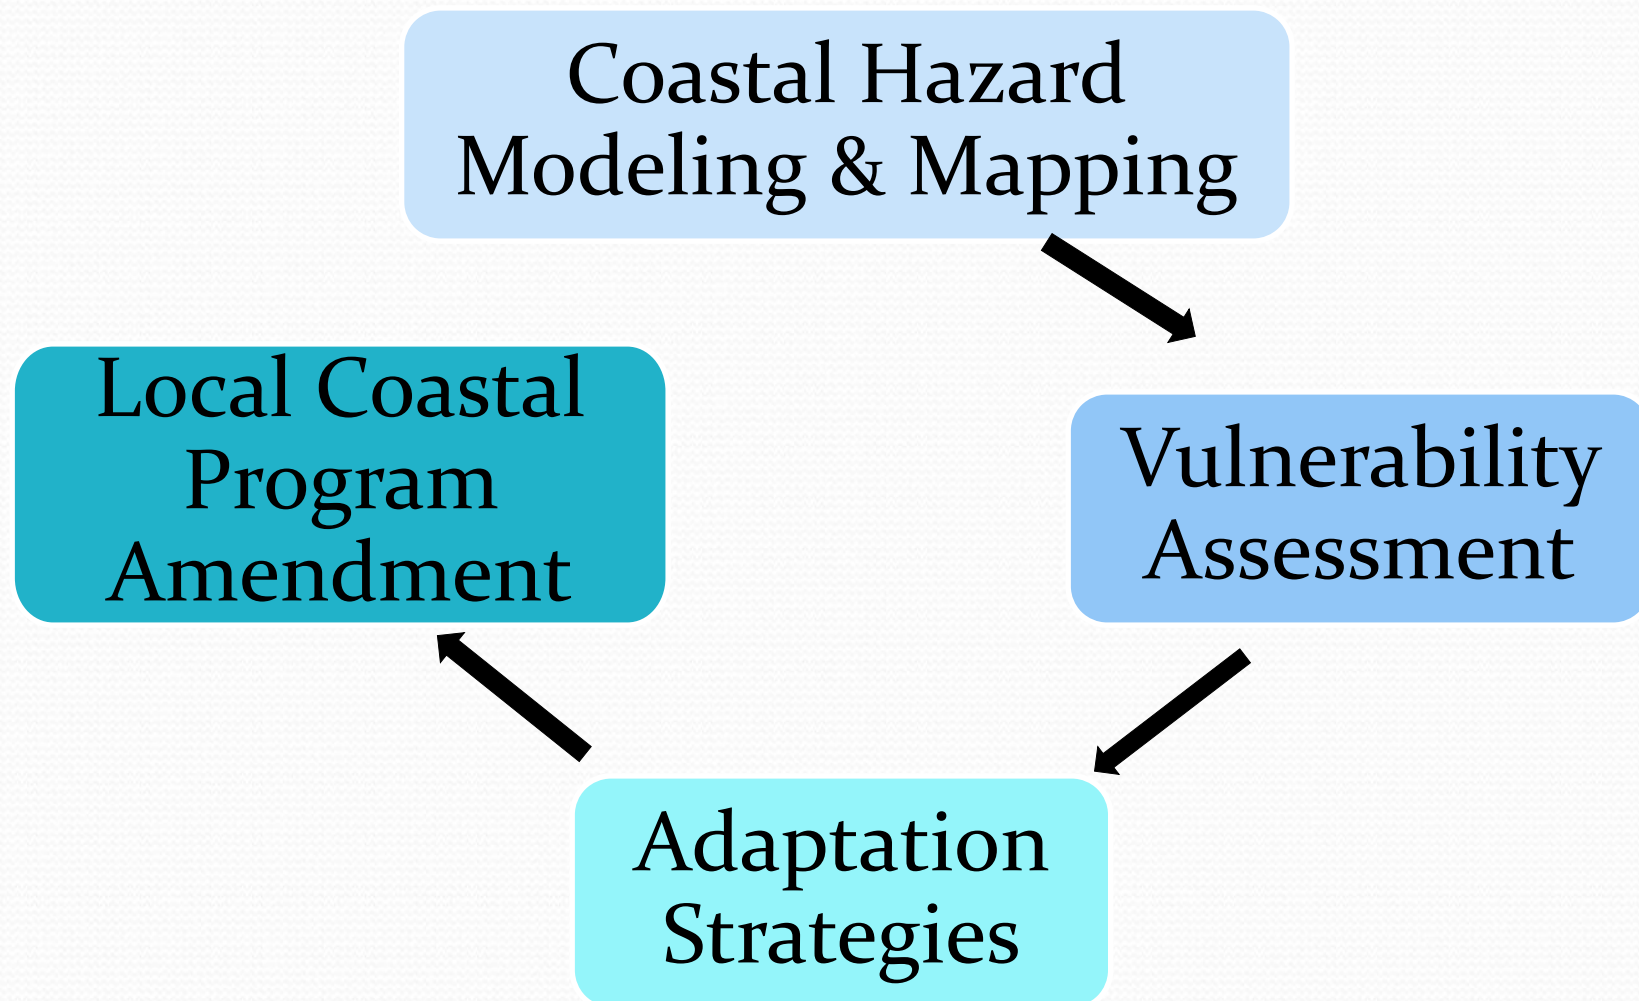 Coastal Hazard
Modeling & Mapping
Vulnerability
Assessment
Adaptation
Strategies
Local Coastal
Program
Amendment